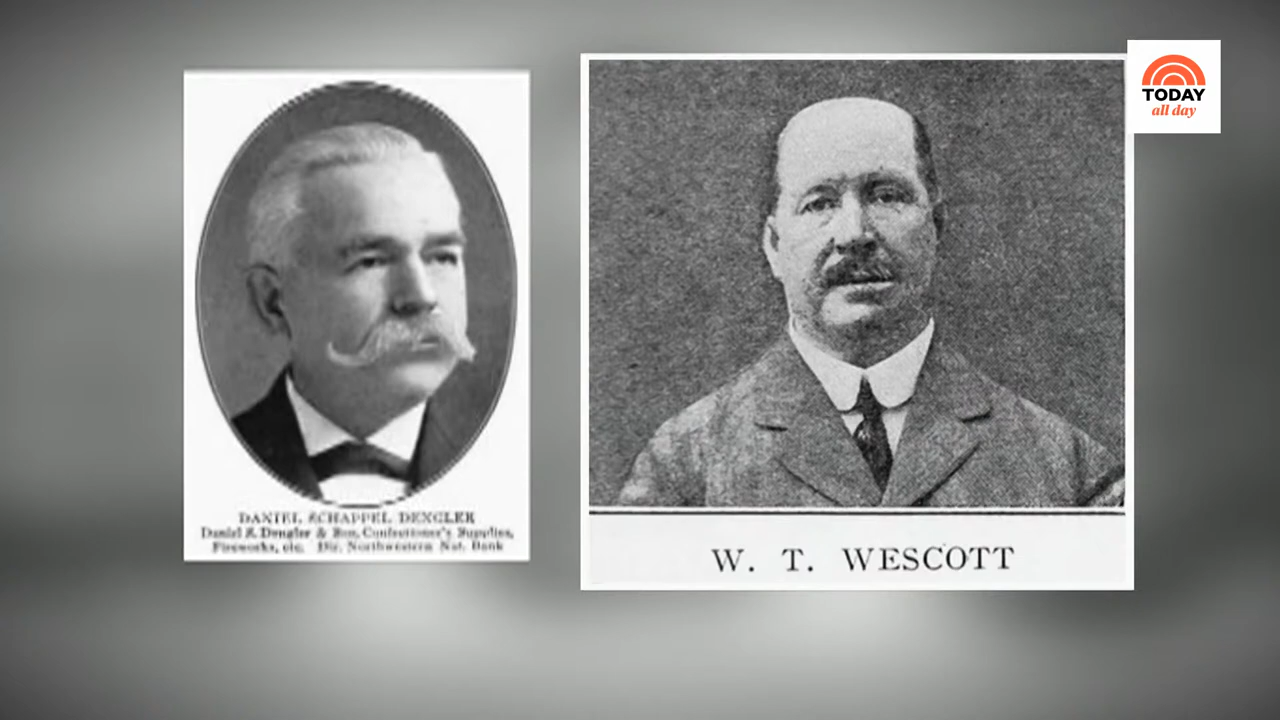 DANIEL SCHAPPEL DENGLER
Daniel S. Dengler & Son, Confectioner's Supplies,
Fireworks, etc. Dir. Northwestern Nat. Bank
W. T. WESCOTT
TODAY
all day